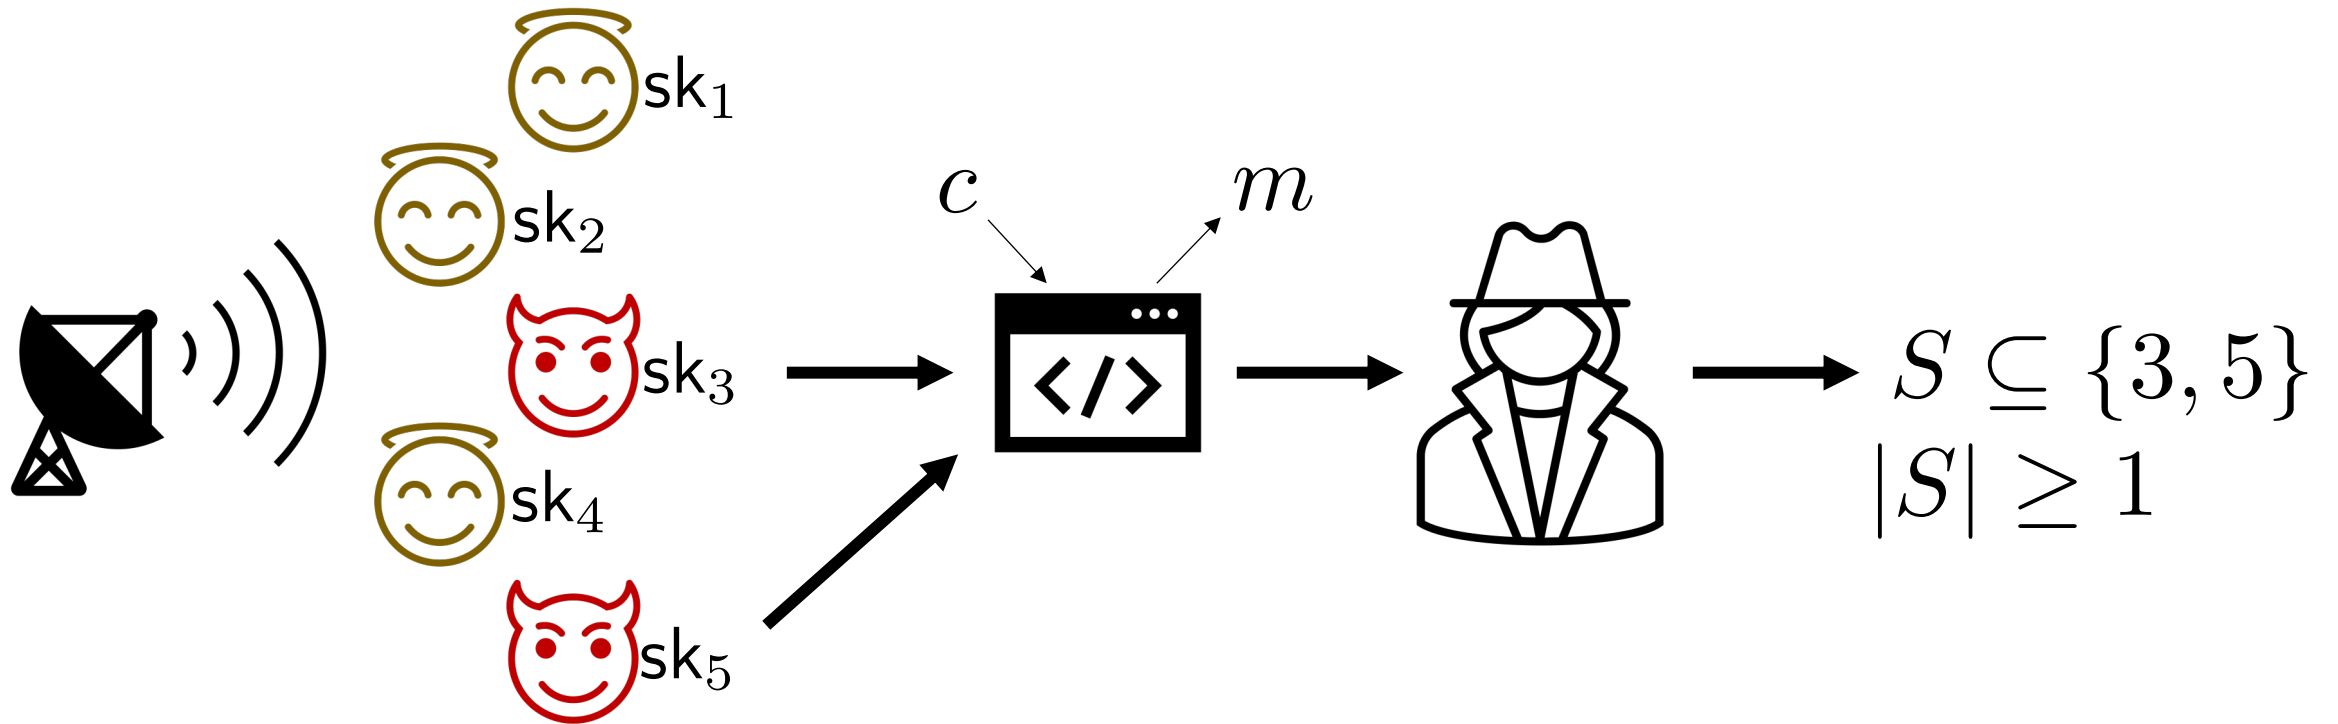 sk₁
sk₂
sk₃
sk₄
sk₅
c
m
</>
S ⊆ {3, 5}
|S| ≥ 1